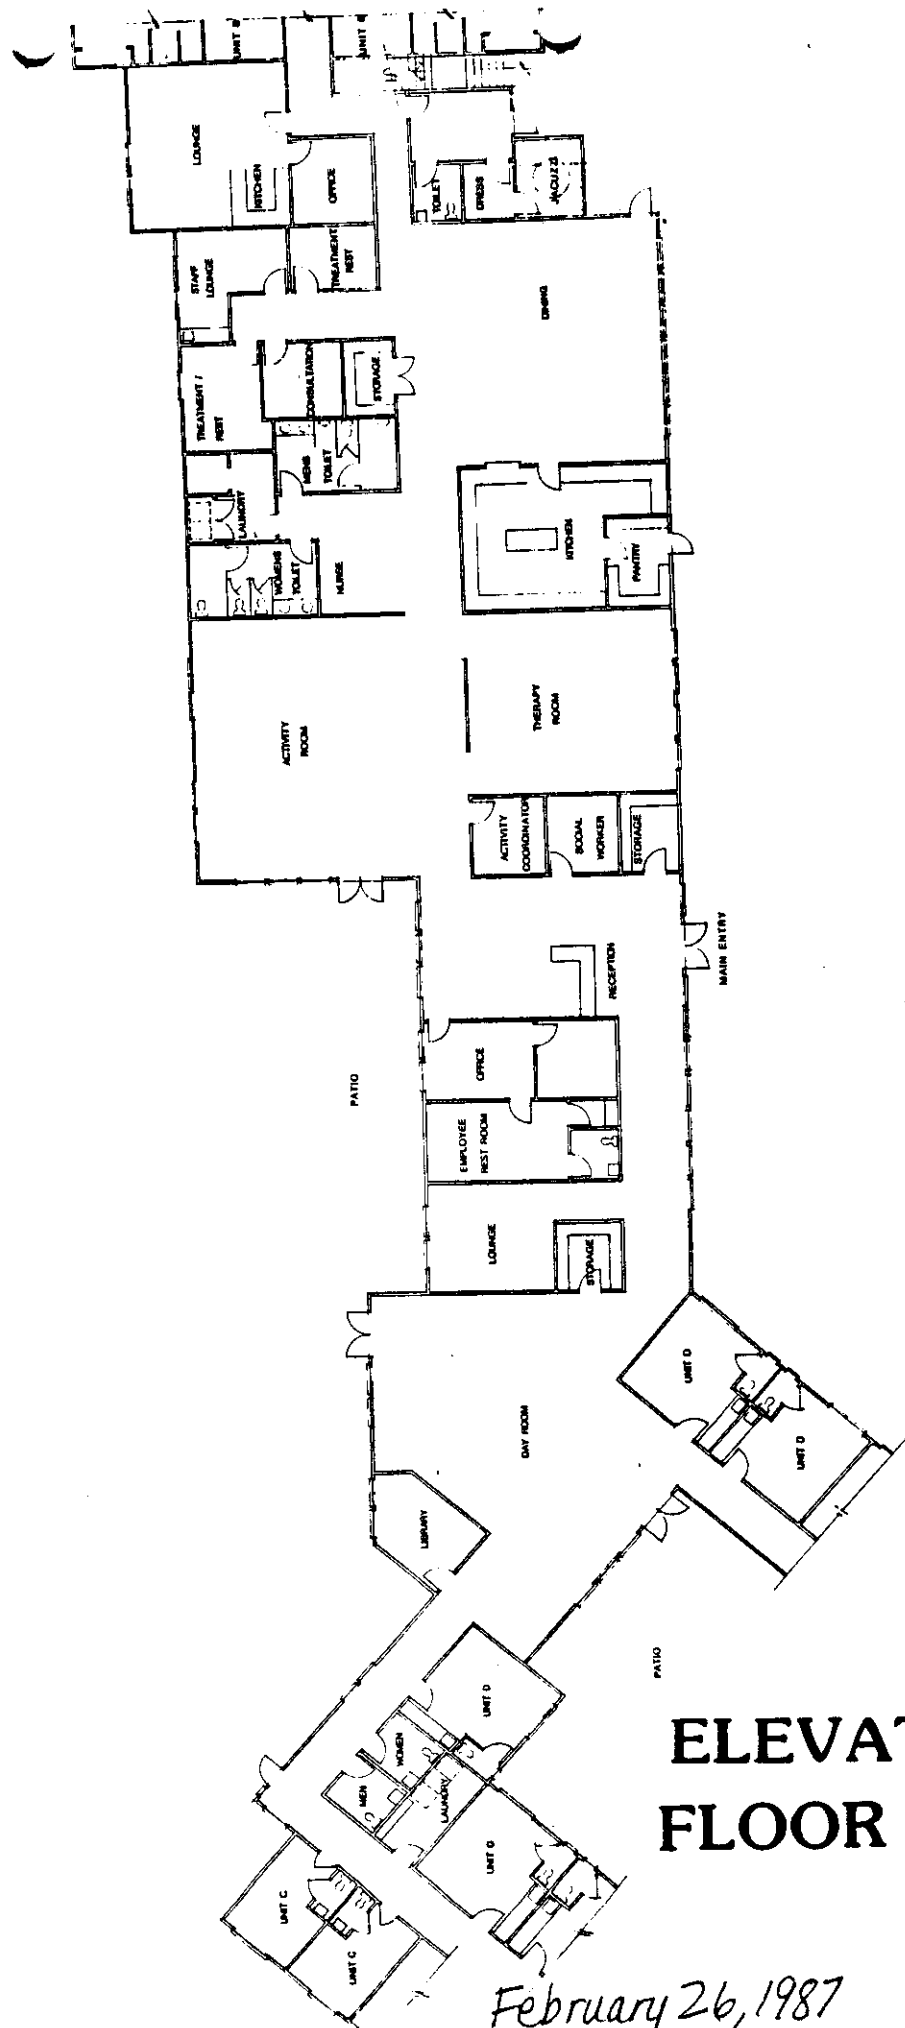 UNIT B
LOUNGE
KITCHEN
OFFICE
TOILET
DRESS
JACUZZI
STAFF
LOUNGE
TREATMENT
REST
DINING
TREATMENT /
REST
CONSULTATION
STORAGE
MENS
TOILET
LAUNDRY
WOMENS
TOILET
NURSE
KITCHEN
PANTRY
ACTIVITY
ROOM
THERAPY
ROOM
ACTIVITY
COORDINATOR
SOCIAL
WORKER
STORAGE
MAIN ENTRY
RECEPTION
PATIO
OFFICE
EMPLOYEE
REST ROOM
LOUNGE
STORAGE
DAY ROOM
UNIT D
UNIT D
LIBRARY
PATIO
UNIT D
WOMEN
MEN
LAUNDRY
UNIT C
UNIT C
ELEVAT
FLOOR
February 26, 1987